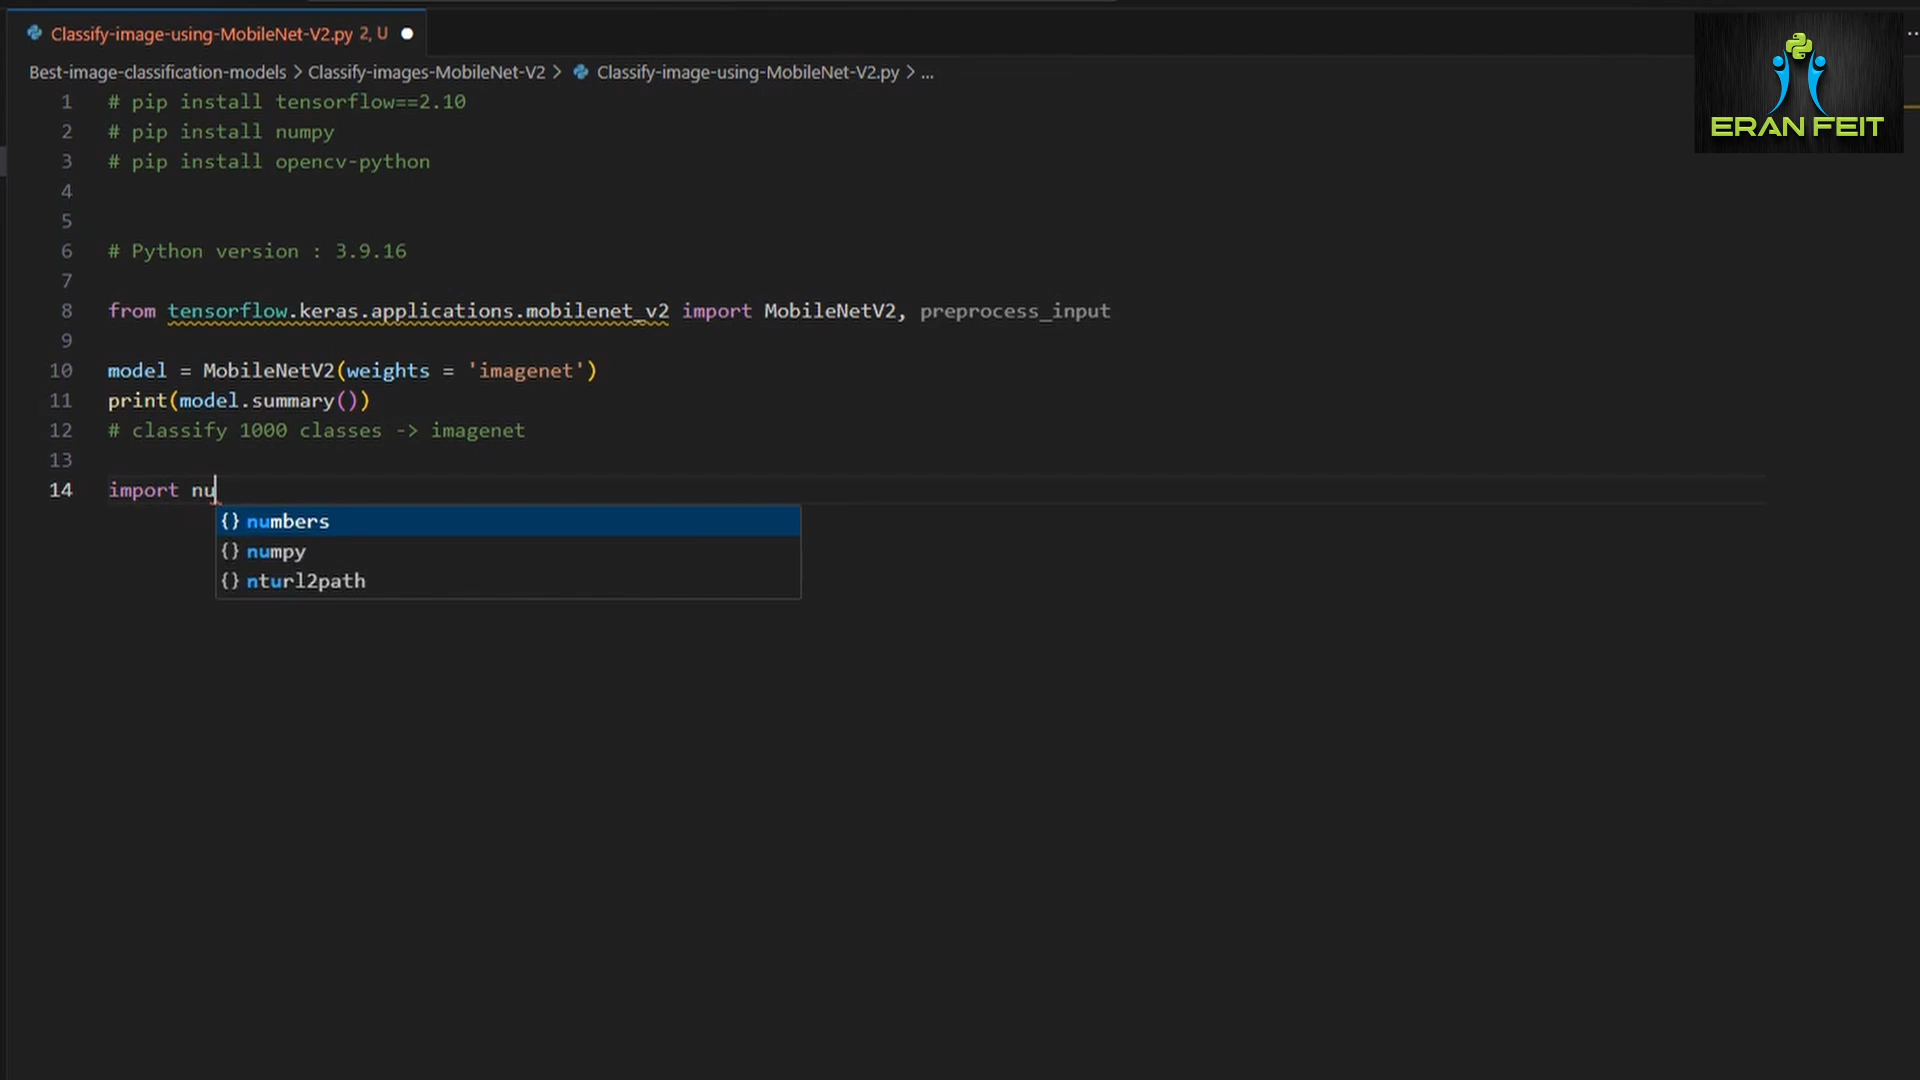 Classify-image-using-MobileNet-V2.py 2, U
Best-image-classification-models > Classify-images-MobileNet-V2 > Classify-image-using-MobileNet-V2.py > ...
ERAN FEIT
1 # pip install tensorflow==2.10
2 # pip install numpy
3 # pip install opencv-python
4
5
6 # Python version : 3.9.16
7
8 from tensorflow.keras.applications.mobilenet_v2 import MobileNetV2, preprocess_input
9
10 model = MobileNetV2(weights = 'imagenet')
11 print(model.summary())
12 # classify 1000 classes -> imagenet
13
14 import nu
{} numbers
{} numpy
{} nturl2path